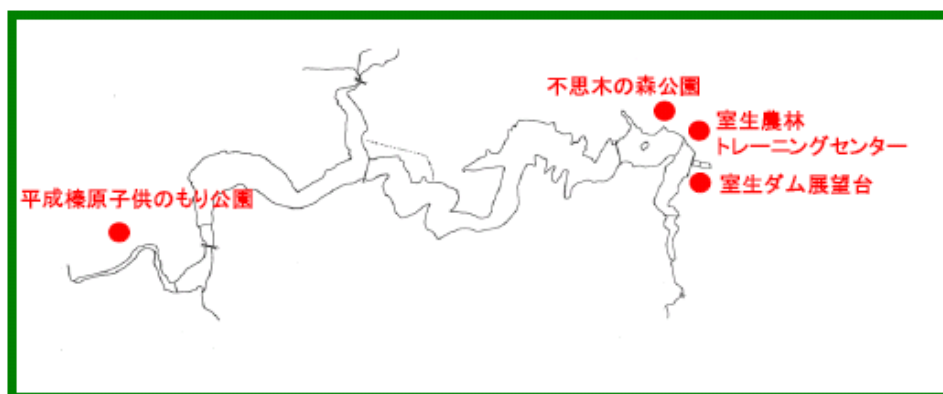 不思木の森公園
室生農林
トレーニングセンター
室生ダム展望台
平成榛原子供のもり公園